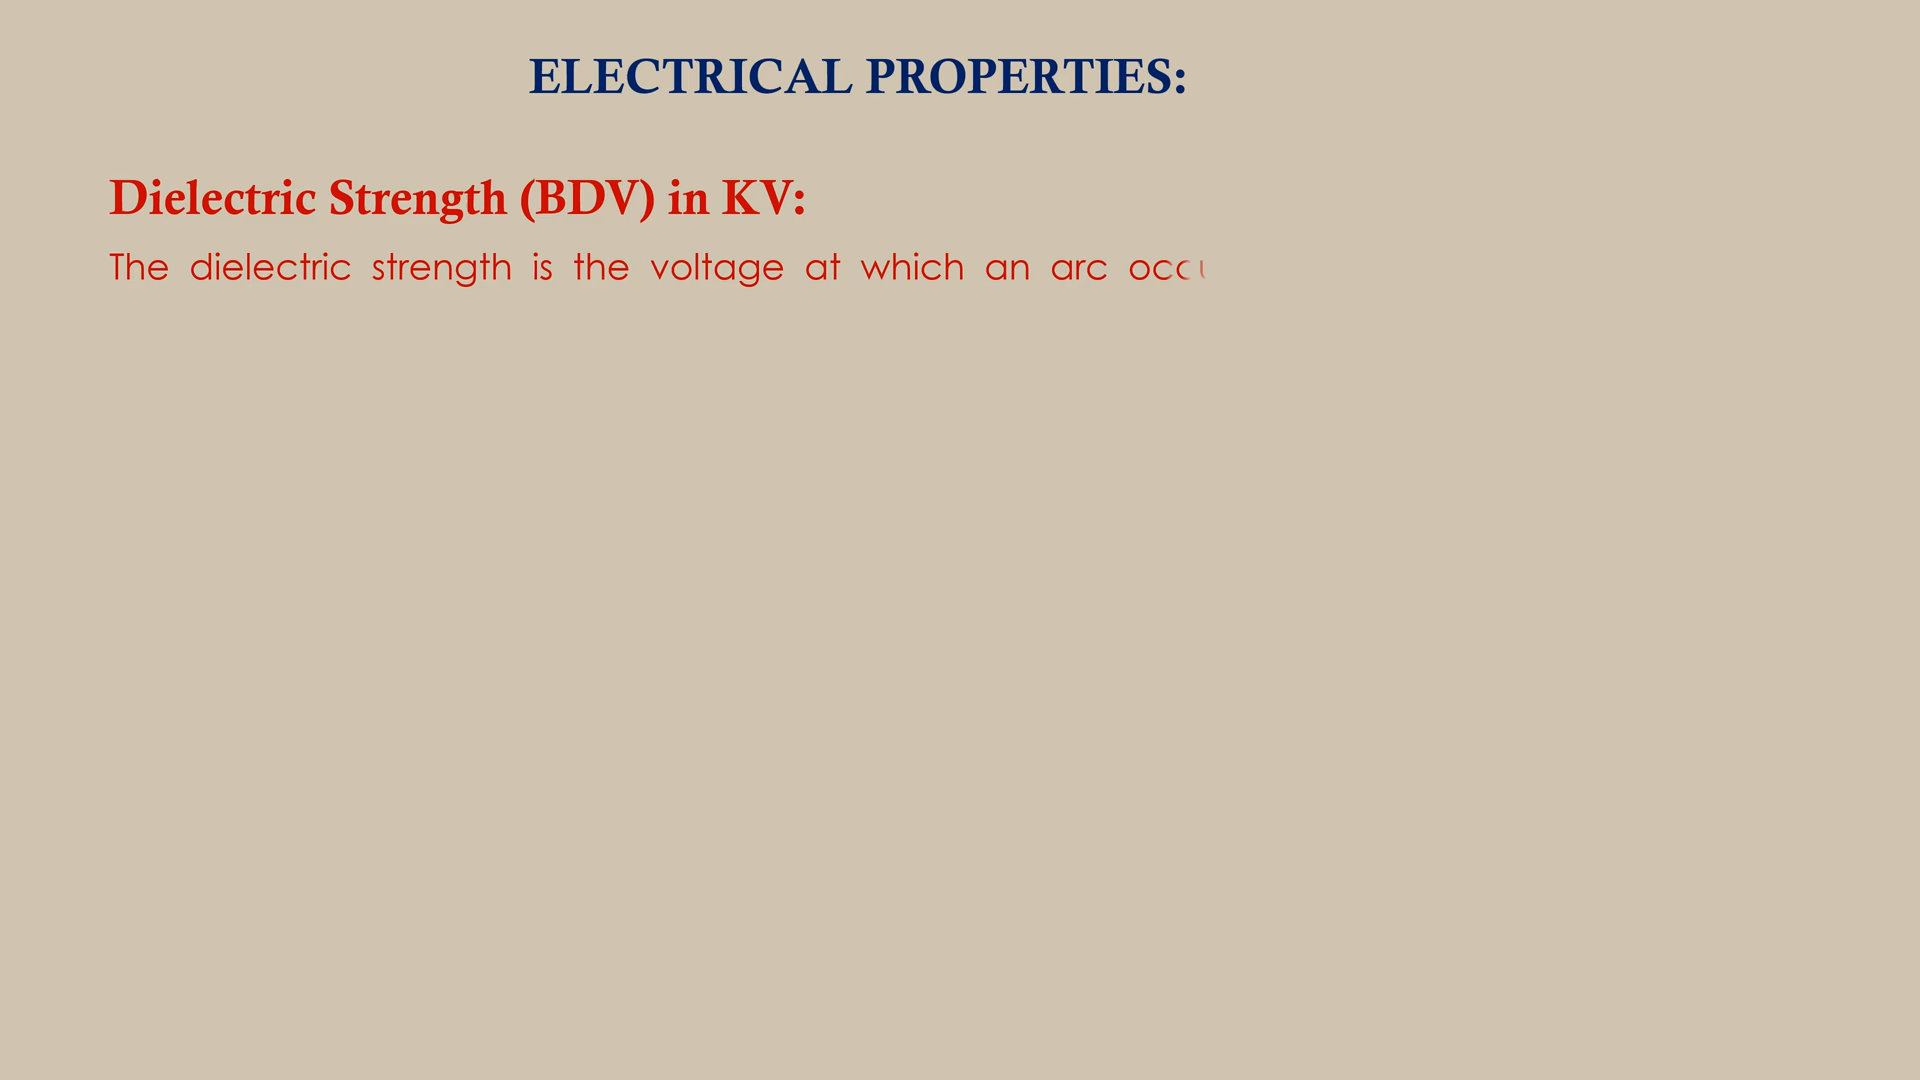 ELECTRICAL PROPERTIES:
Dielectric Strength (BDV) in KV:
The dielectric strength is the voltage at which an arc